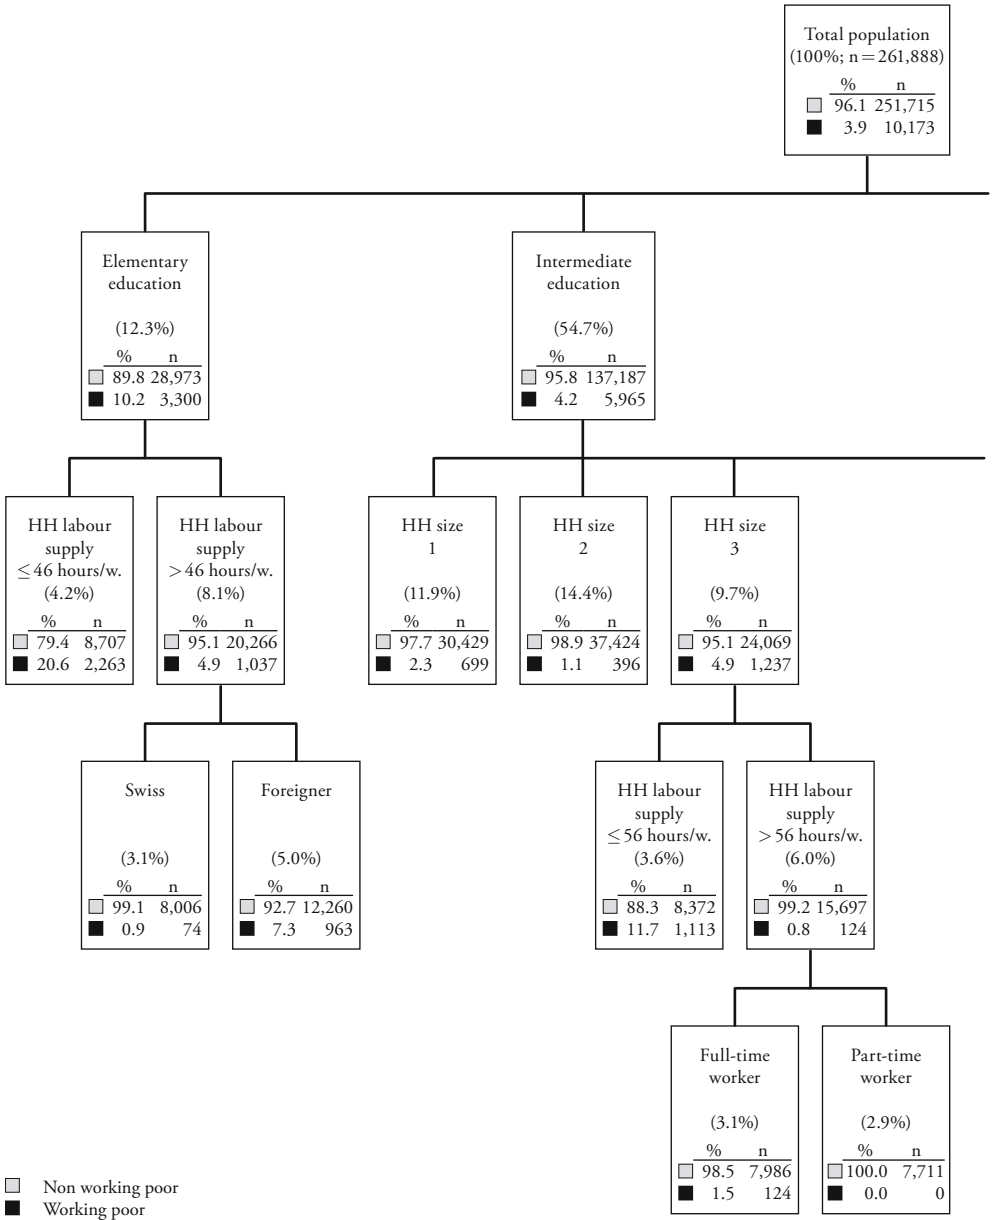 Total population
(100%; n = 261,888)
% n
96.1 251,715
3.9 10,173
Elementary
education
(12.3%)
% n
89.8 28,973
10.2 3,300
Intermediate
education
(54.7%)
% n
95.8 137,187
4.2 5,965
HH labour
supply
≤ 46 hours/w.
(4.2%)
% n
79.4 8,707
20.6 2,263
HH labour
supply
> 46 hours/w.
(8.1%)
% n
95.1 20,266
4.9 1,037
HH size
1
(11.9%)
% n
97.7 30,429
2.3 699
HH size
2
(14.4%)
% n
98.9 37,424
1.1 396
HH size
3
(9.7%)
% n
95.1 24,069
4.9 1,237
Swiss
(3.1%)
% n
99.1 8,006
0.9 74
Foreigner
(5.0%)
% n
92.7 12,260
7.3 963
HH labour
supply
≤ 56 hours/w.
(3.6%)
% n
88.3 8,372
11.7 1,113
HH labour
supply
> 56 hours/w.
(6.0%)
% n
99.2 15,697
0.8 124
Full-time
worker
(3.1%)
% n
98.5 7,986
1.5 124
Part-time
worker
(2.9%)
% n
100.0 7,711
0.0 0
Non working poor
Working poor